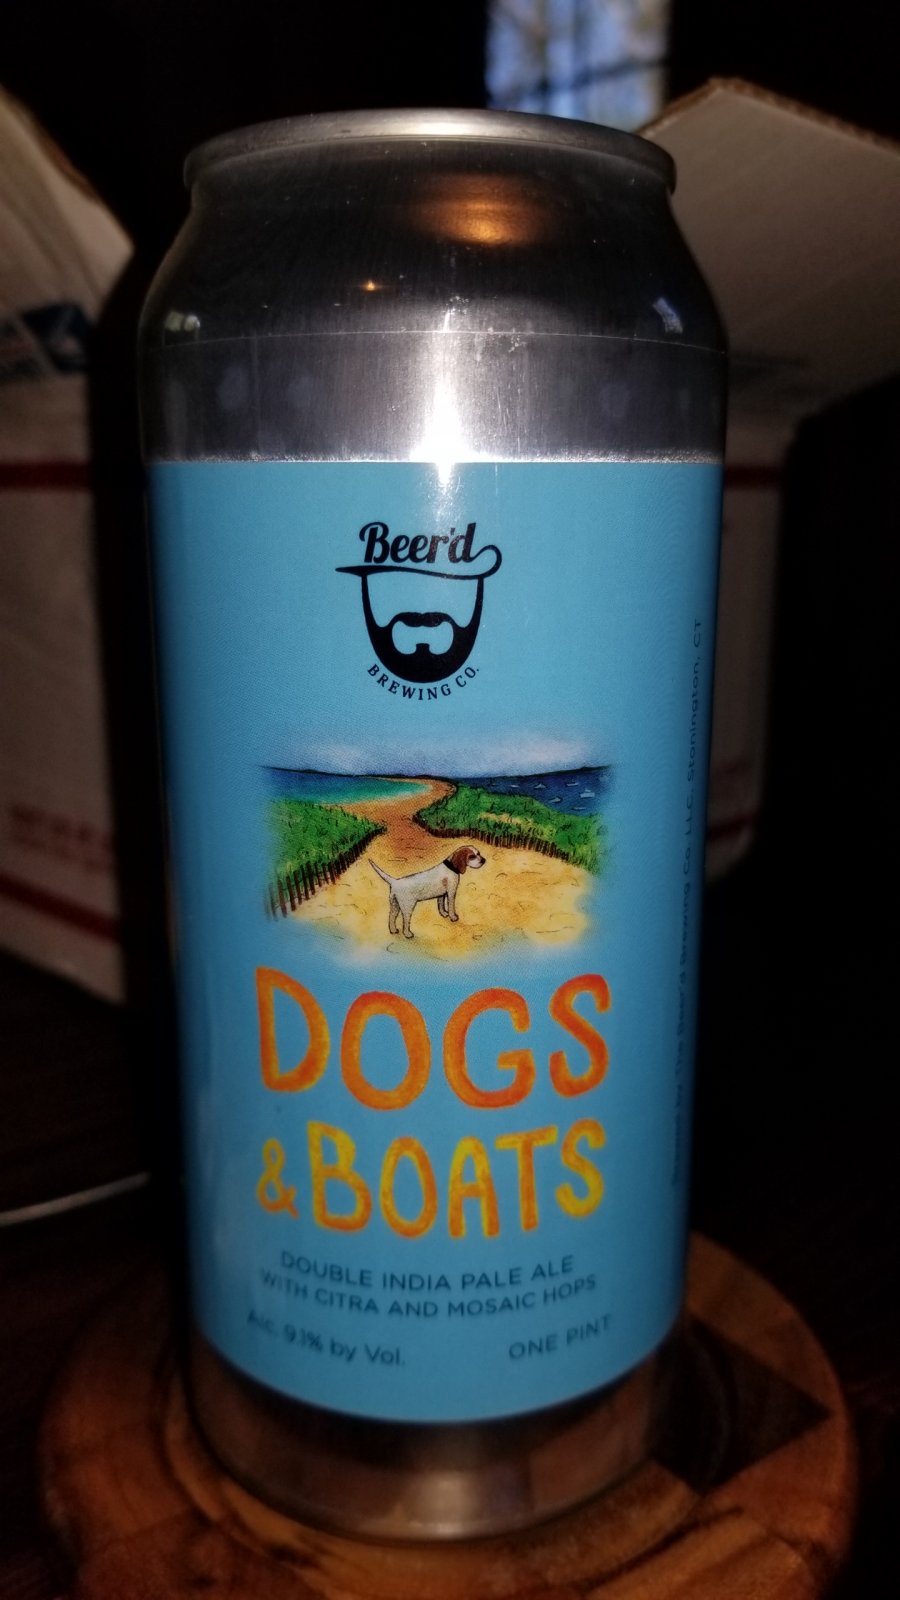 Beer'd
BREWING CO.
DOGS
& BOATS
DOUBLE INDIA PALE ALE
WITH CITRA AND MOSAIC HOPS
Alc. 9.1% by Vol.
ONE PINT
by The Beer'd Brewing Co. LLC. Stonington, CT